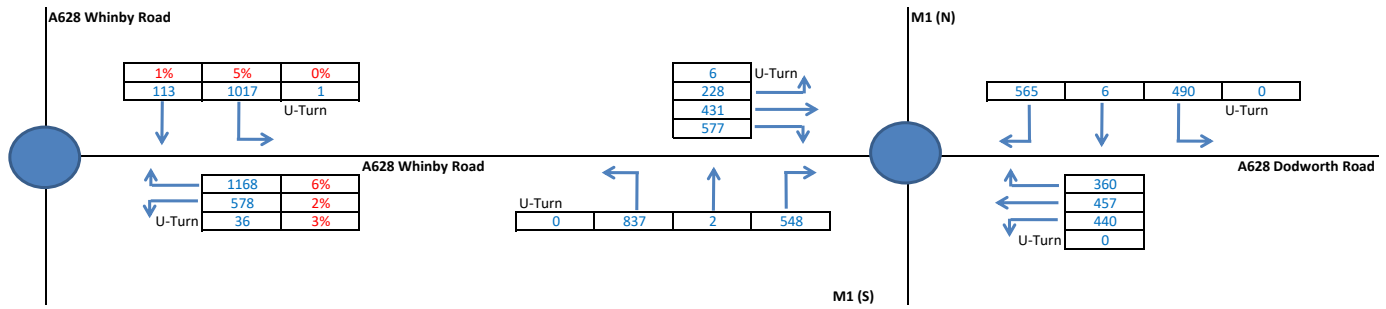 A628 Whinby Road
M1 (N)
1% 5% 0%
113 1017 1
U-Turn
6 U-Turn
228
431
577
565 6 490 0
U-Turn
A628 Whinby Road
A628 Dodworth Road
1168 6%
578 2%
U-Turn 36 3%
U-Turn
0 837 2 548
360
457
440
U-Turn 0
M1 (S)